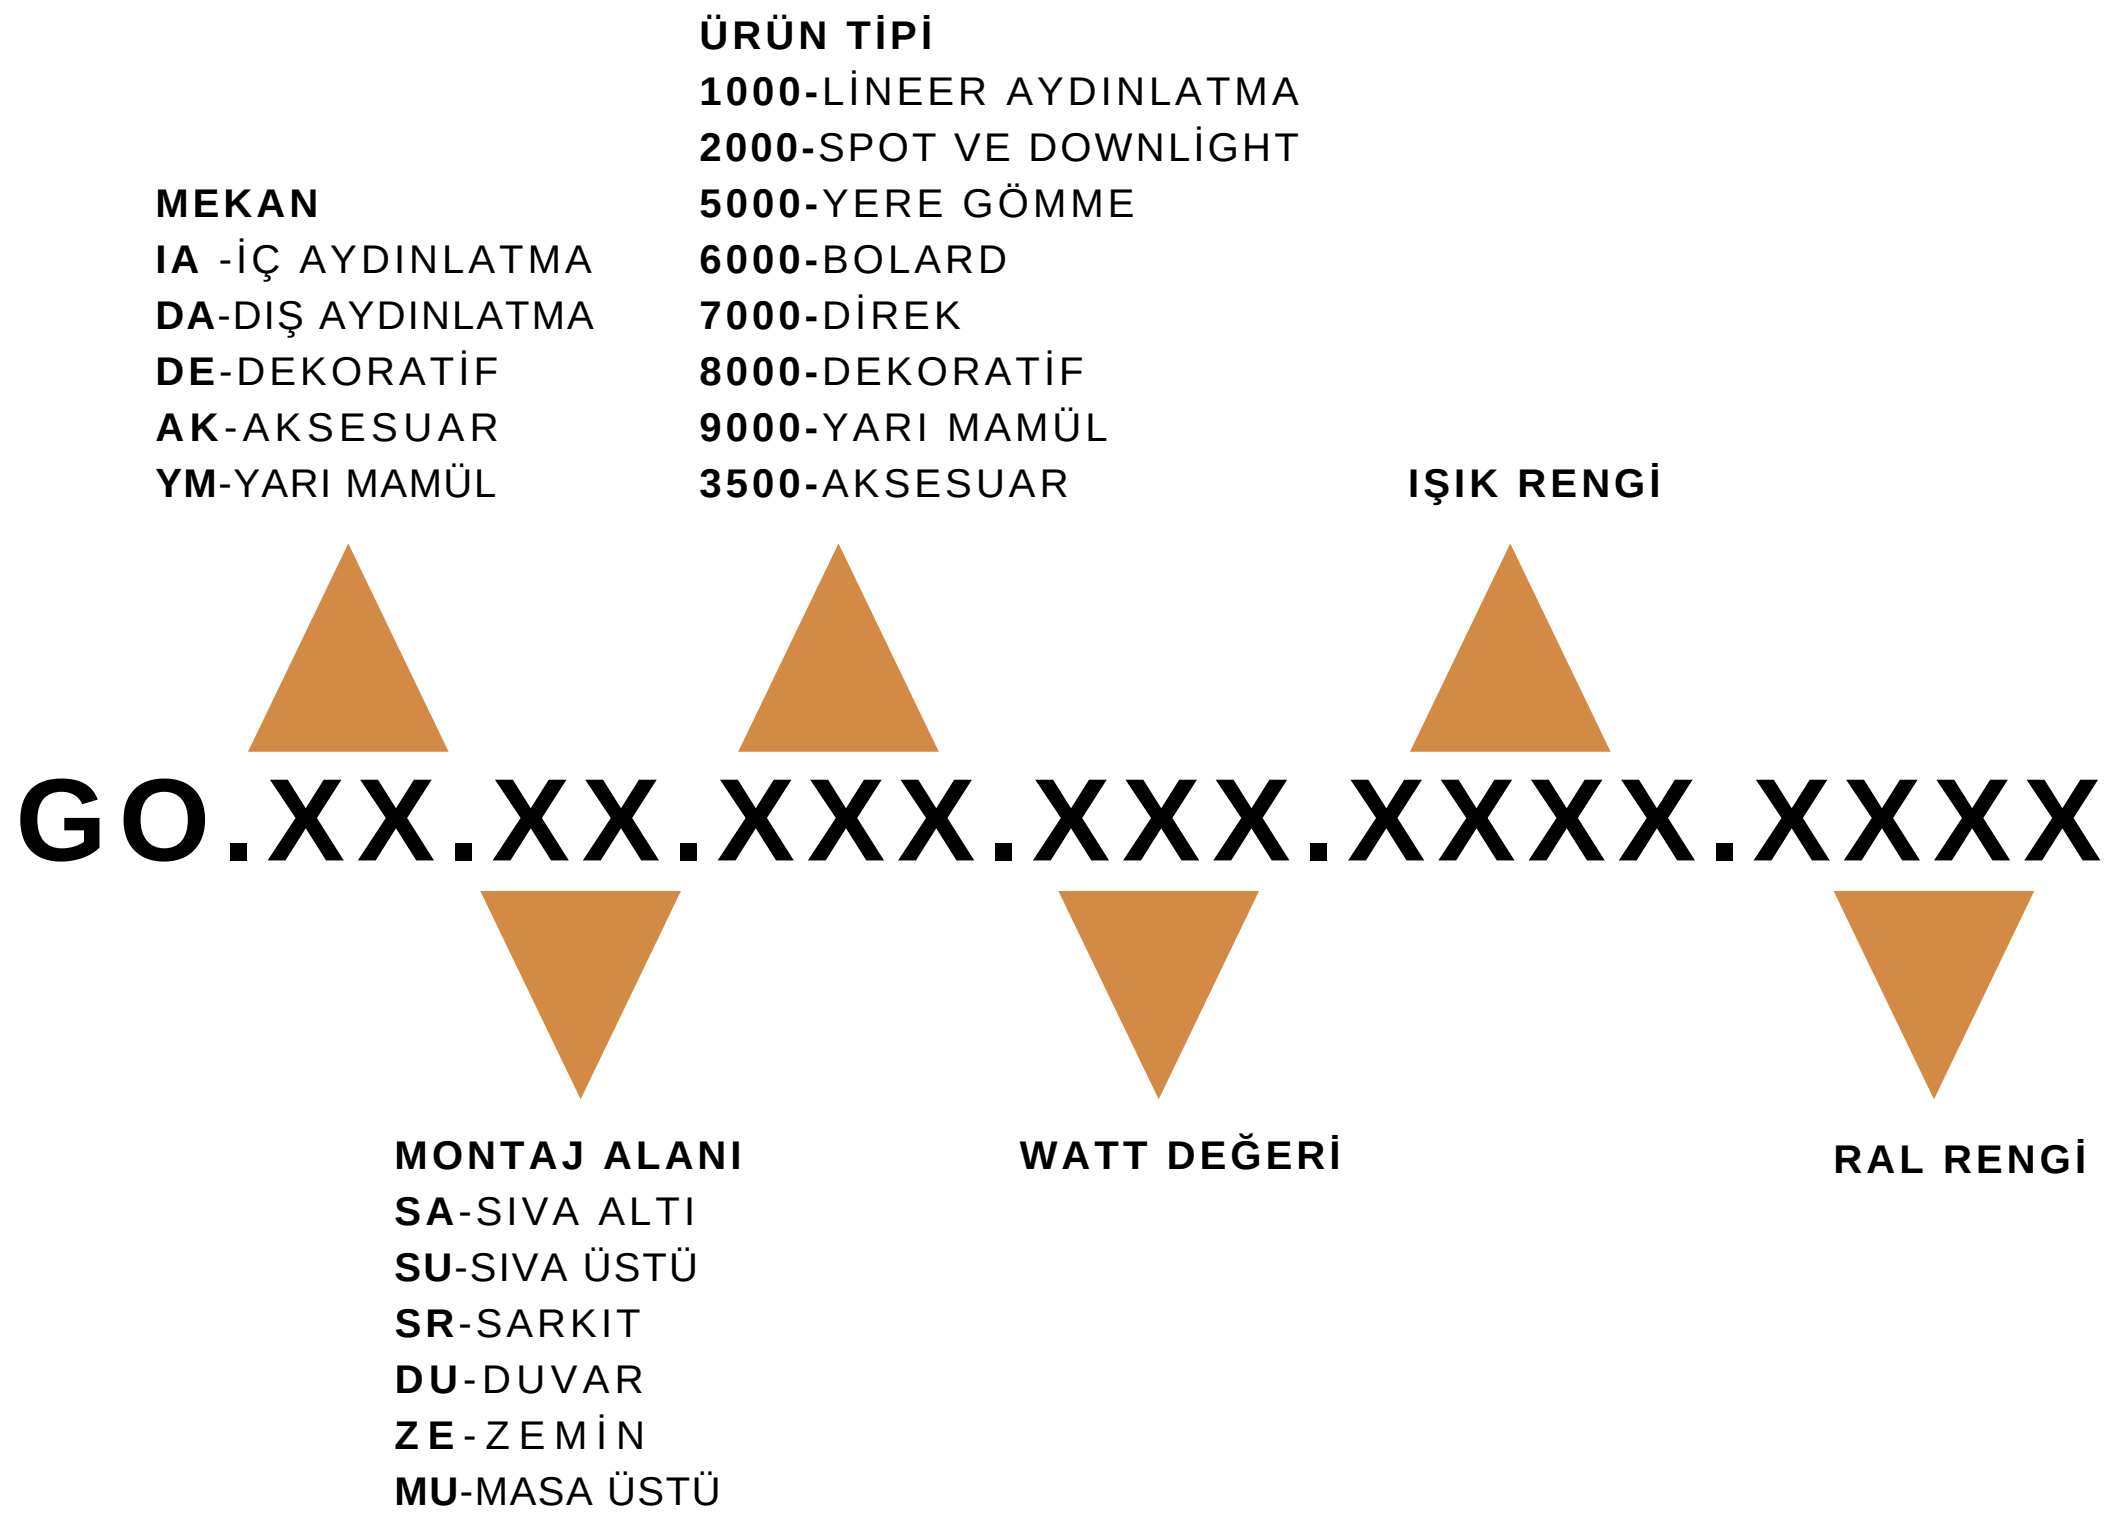 ÜRÜN TİPİ
1000-LİNEER AYDINLATMA
2000-SPOT VE DOWNLİGHT
5000-YERE GÖMME
6000-BOLARD
7000-DİREK
8000-DEKORATİF
9000-YARI MAMÜL
3500-AKSESUAR
MEKAN
IA -İÇ AYDINLATMA
DA-DIŞ AYDINLATMA
DE-DEKORATİF
AK-AKSESUAR
YM-YARI MAMÜL
IŞIK RENGİ
GO.XX.XX.XXX.XXX.XXXX.XXXX
MONTAJ ALANI
SA-SIVA ALTI
SU-SIVA ÜSTÜ
SR-SARKIT
DU-DUVAR
ZE-ZEMİN
MU-MASA ÜSTÜ
WATT DEĞERİ
RAL RENGİ